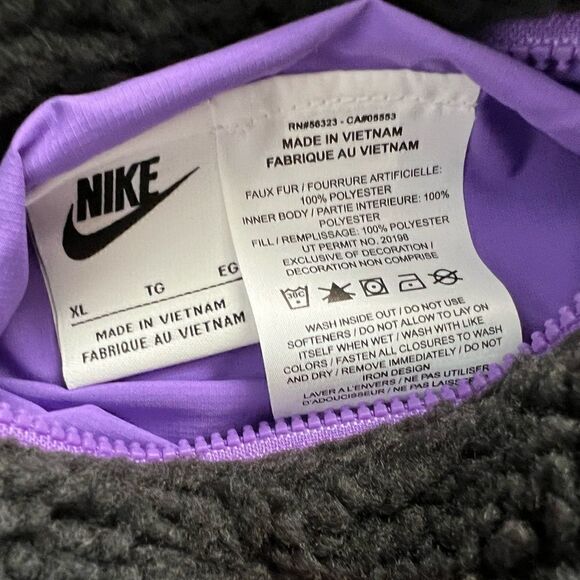 NIKE
XL TG EG
MADE IN VIETNAM
FABRIQUE AU VIETNAM
RN#56323 - CA#05553
MADE IN VIETNAM
FABRIQUE AU VIETNAM
FAUX FUR / FOURRURE ARTIFICIELLE:
100% POLYESTER
INNER BODY / PARTIE INTERIEURE: 100%
POLYESTER
FILL / REMPLISSAGE: 100% POLYESTER
UT PERMIT NO. 20198
EXCLUSIVE OF DECORATION /
DECORATION NON COMPRISE
30C
WASH INSIDE OUT / DO NOT USE
SOFTENERS / DO NOT ALLOW TO LAY ON
ITSELF WHEN WET / WASH WITH LIKE
COLORS / FASTEN ALL CLOSURES TO WASH
AND DRY / REMOVE IMMEDIATELY / DO NOT
IRON DESIGN
LAVER A L'ENVERS / NE PAS UTILISER
D'ADOUCISSEUR / NE PAS